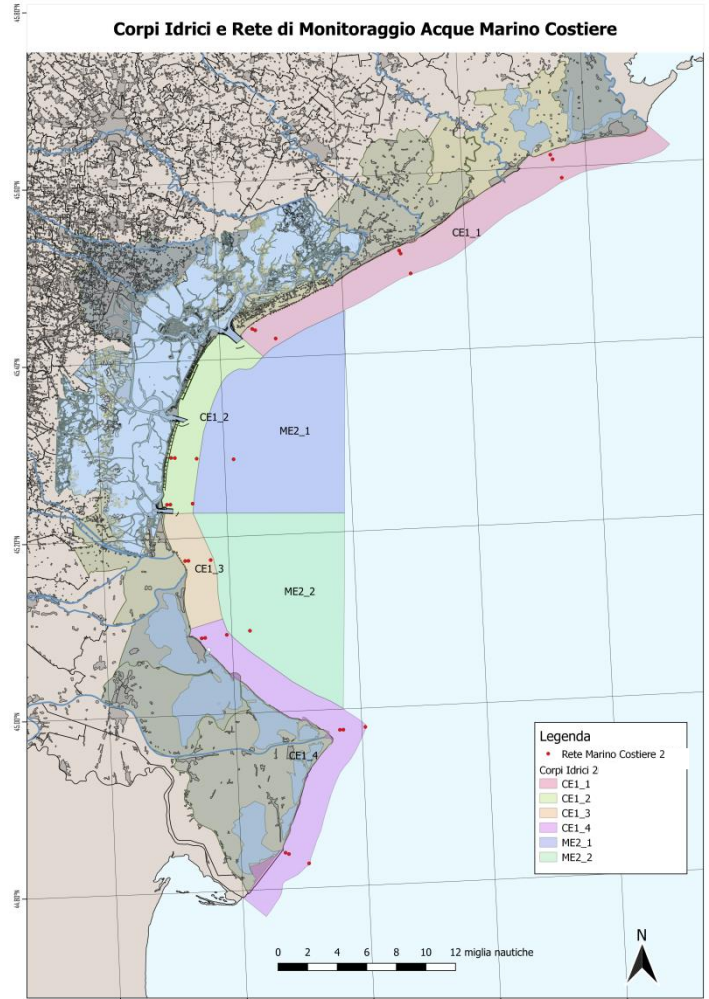 Corpi Idrici e Rete di Monitoraggio Acque Marino Costiere
CE1_1
CE1_2
ME2_1
CE1_3
ME2_2
CE1_4
Legenda
Rete Marino Costiere 2
Corpi Idrici 2
CE1_1
CE1_2
CE1_3
CE1_4
ME2_1
ME2_2
N
0 2 4 6 8 10 12 miglia nautiche